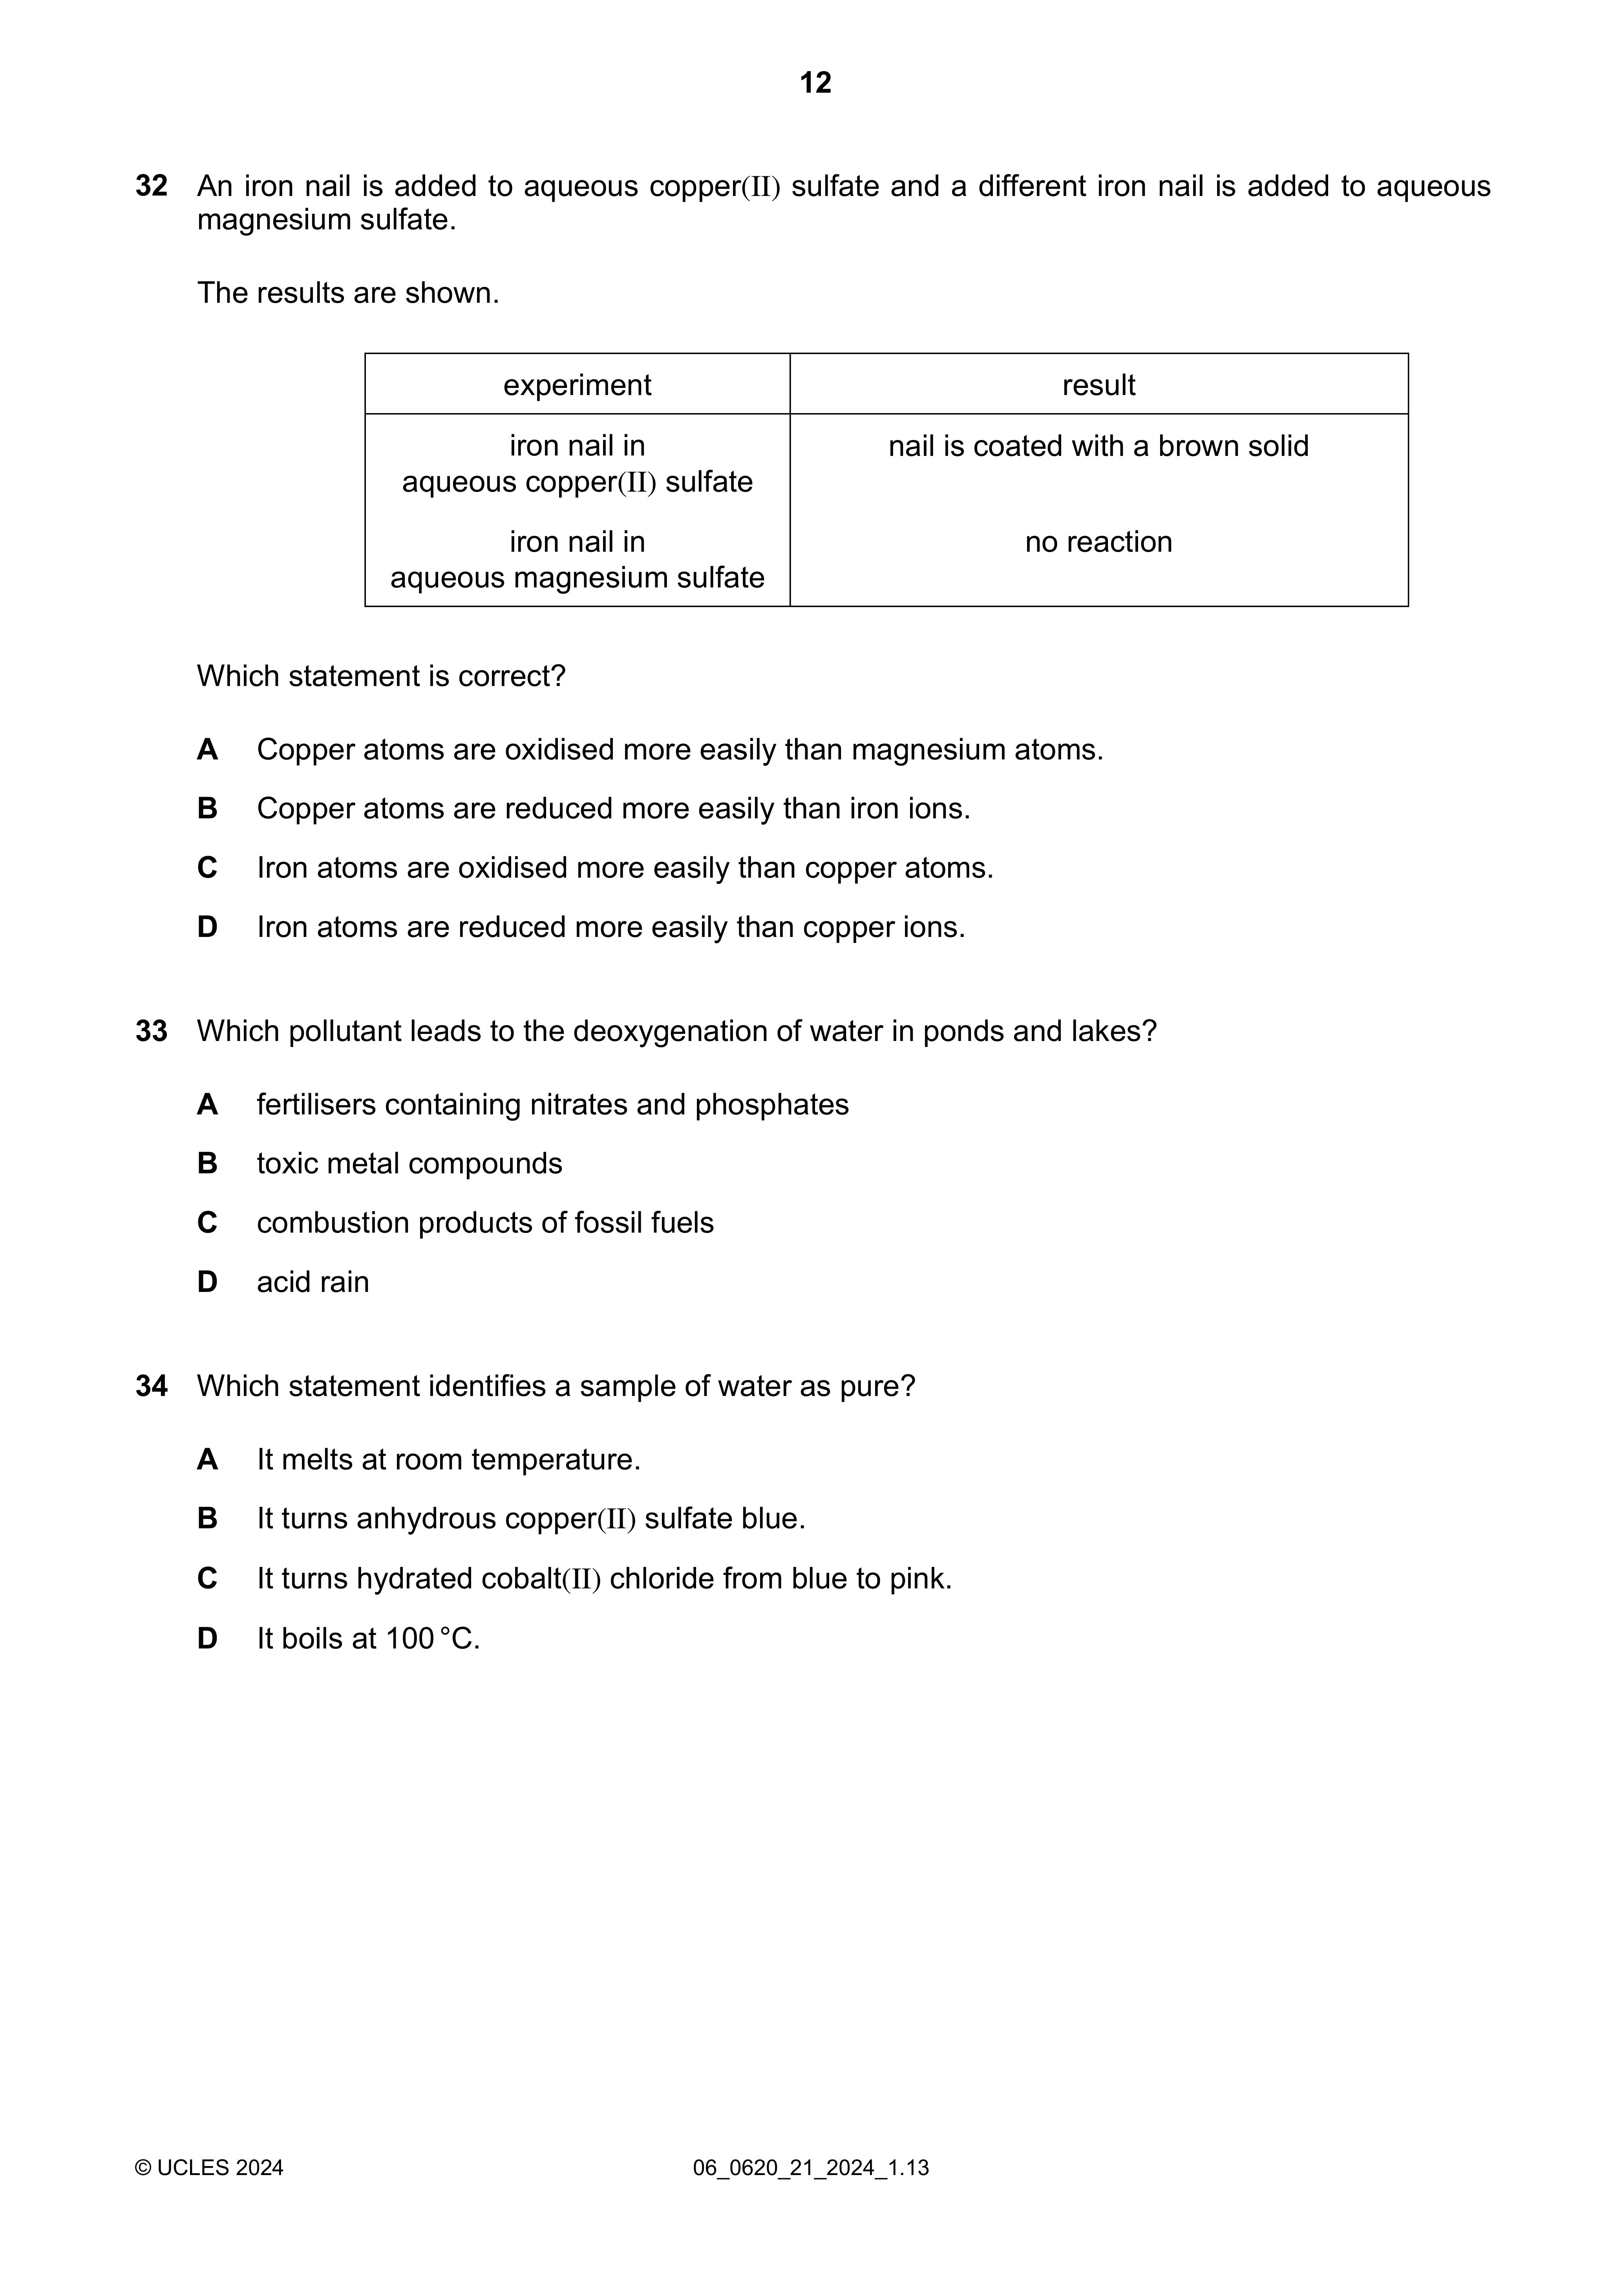 12
32 An iron nail is added to aqueous copper(II) sulfate and a different iron nail is added to aqueous
magnesium sulfate.
The results are shown.
experiment result
iron nail in nail is coated with a brown solid
aqueous copper(II) sulfate
iron nail in no reaction
aqueous magnesium sulfate
Which statement is correct?
A Copper atoms are oxidised more easily than magnesium atoms.
B Copper atoms are reduced more easily than iron ions.
C Iron atoms are oxidised more easily than copper atoms.
D Iron atoms are reduced more easily than copper ions.
33 Which pollutant leads to the deoxygenation of water in ponds and lakes?
A fertilisers containing nitrates and phosphates
B toxic metal compounds
C combustion products of fossil fuels
D acid rain
34 Which statement identifies a sample of water as pure?
A It melts at room temperature.
B It turns anhydrous copper(II) sulfate blue.
C It turns hydrated cobalt(II) chloride from blue to pink.
D It boils at 100 °C.
© UCLES 2024 06_0620_21_2024_1.13